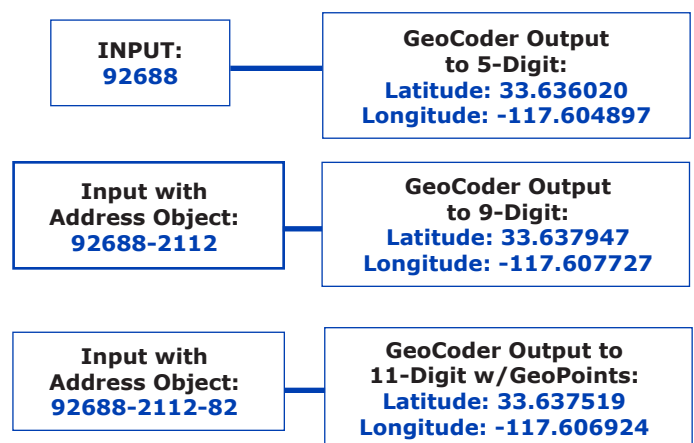 INPUT:
92688
GeoCoder Output
to 5-Digit:
Latitude: 33.636020
Longitude: -117.604897
Input with
Address Object:
92688-2112
GeoCoder Output
to 9-Digit:
Latitude: 33.637947
Longitude: -117.607727
Input with
Address Object:
92688-2112-82
GeoCoder Output to
11-Digit w/GeoPoints:
Latitude: 33.637519
Longitude: -117.606924